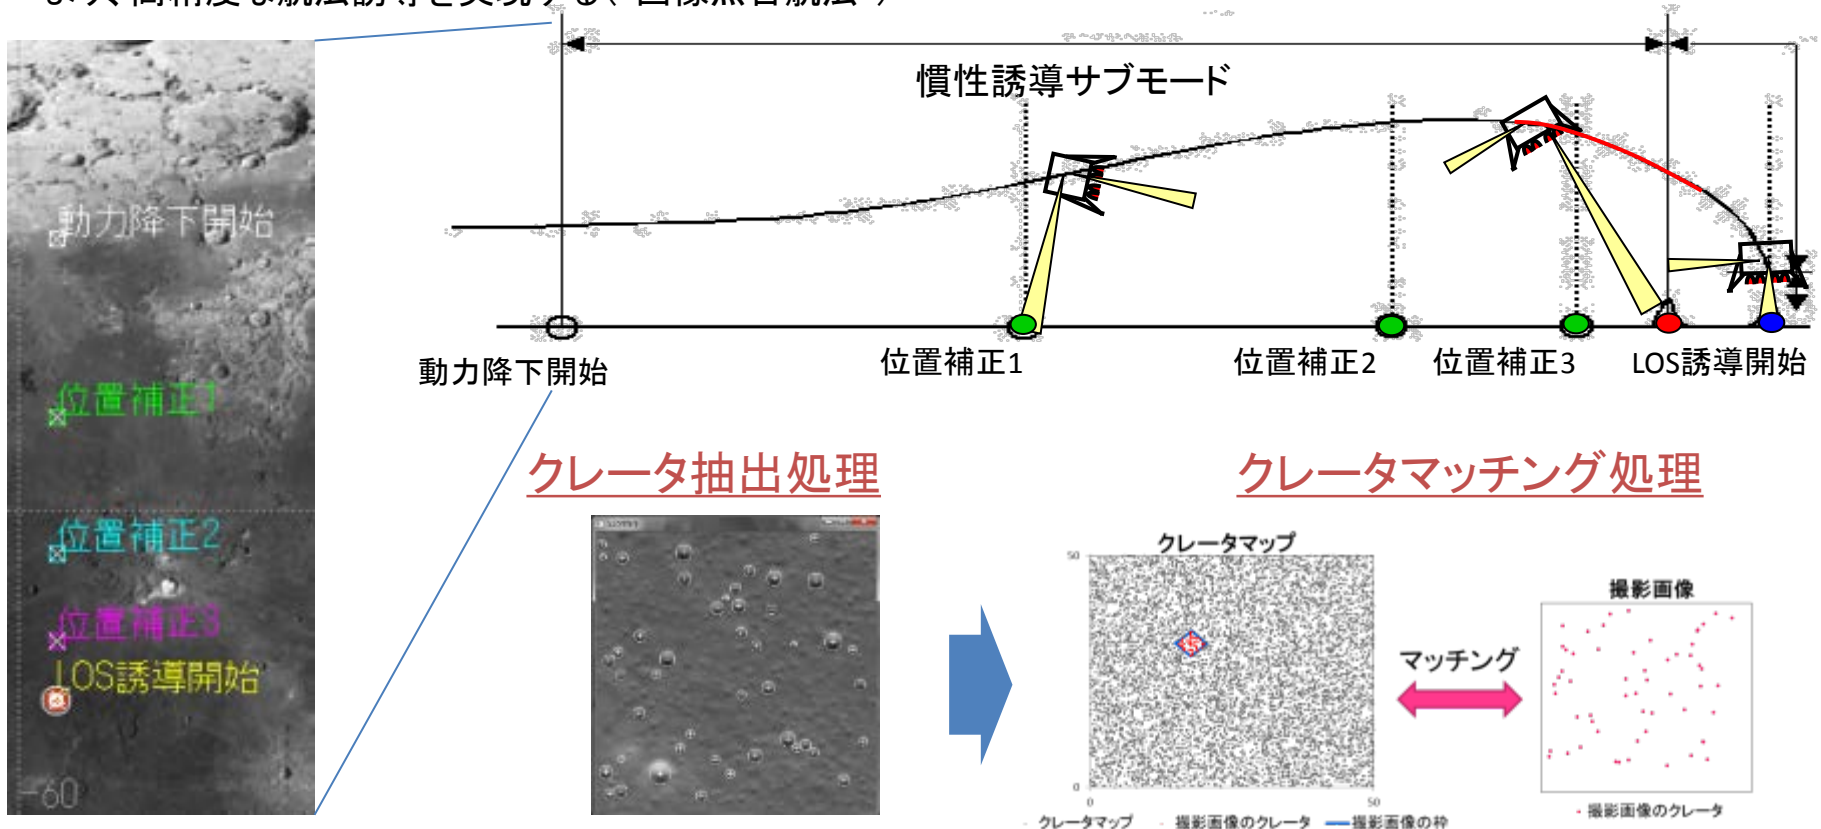 慣性誘導サブモード
動力降下開始
位置補正1
位置補正2
位置補正3
LOS誘導開始
-60
動力降下開始
位置補正1
位置補正2
位置補正3
LOS誘導開始
クレータ抽出処理
クレータマッチング処理
クレータマップ
50
0
0
50
クレータマップ
撮影画像のクレータ
撮影画像の枠
マッチング
撮影画像
撮影画像のクレータ